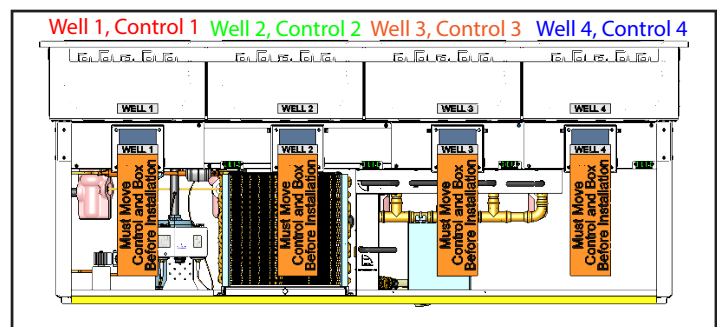 Well 1, Control 1 Well 2, Control 2 Well 3, Control 3 Well 4, Control 4
WELL 1 WELL 2 WELL 3 WELL 4
WELL 1 WELL 2 WELL 3 WELL 4
Must Move
Control and Box
Before Installation
Must Move
Control and Box
Before Installation
Must Move
Control and Box
Before Installation
Must Move
Control and Box
Before Installation